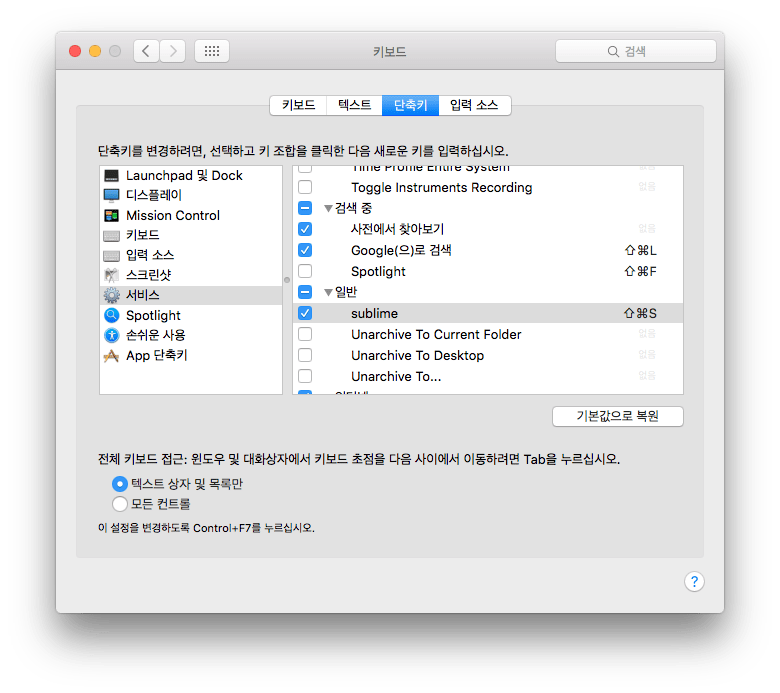 키보드
검색
키보드
텍스트
단축키
입력 소스
단축키를 변경하려면, 선택하고 키 조합을 클릭한 다음 새로운 키를 입력하십시오.
Launchpad 및 Dock
디스플레이
Mission Control
키보드
입력 소스
스크린샷
서비스
Spotlight
손쉬운 사용
App 단축키
Time Profile Entire System
Toggle Instruments Recording 없음
검색 중
사전에서 찾아보기 없음
Google(으)로 검색 ⇧⌘L
Spotlight ⇧⌘F
일반
sublime ⇧⌘S
Unarchive To Current Folder 없음
Unarchive To Desktop 없음
Unarchive To... 없음
기본값으로 복원
전체 키보드 접근: 윈도우 및 대화상자에서 키보드 초점을 다음 사이에서 이동하려면 Tab을 누르십시오.
텍스트 상자 및 목록만
모든 컨트롤
이 설정을 변경하도록 Control+F7를 누르십시오.
?